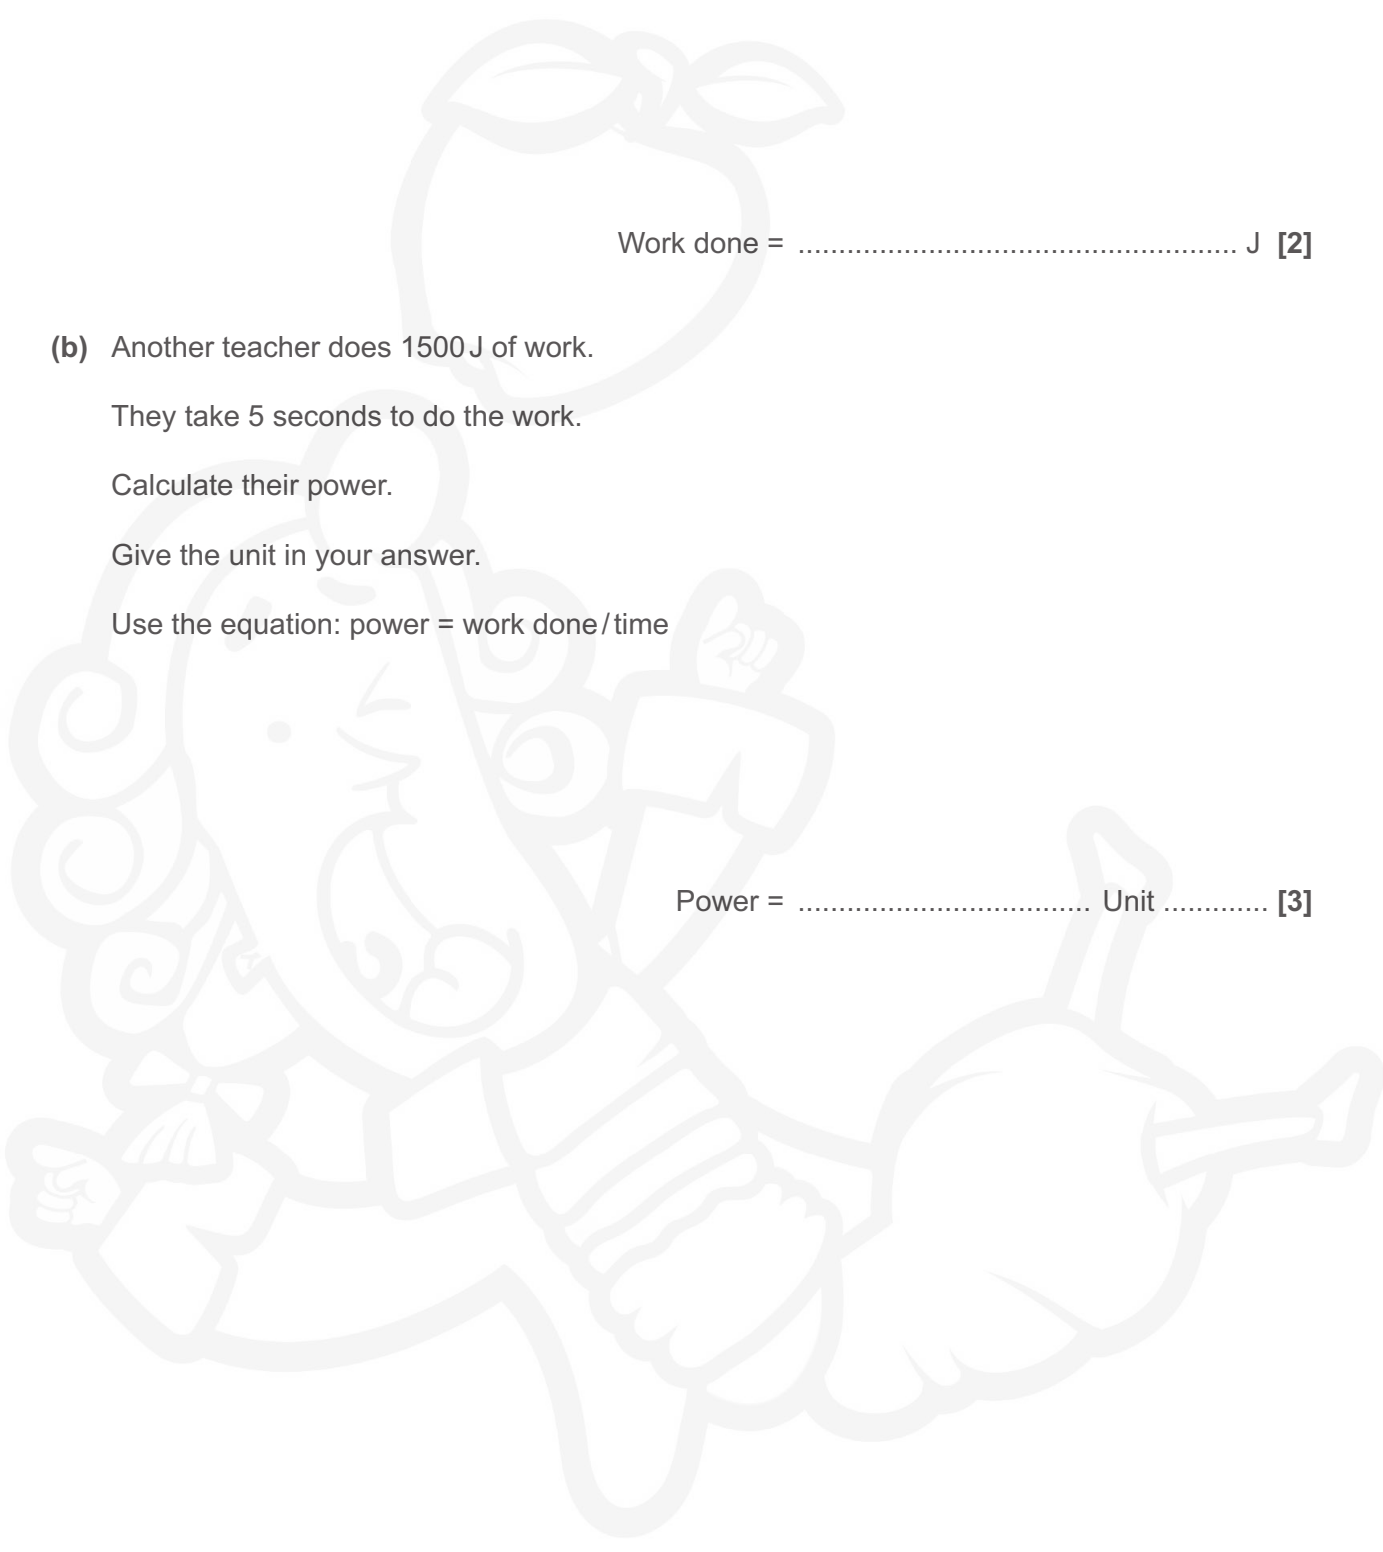 Work done = ...................................................... J [2]
(b) Another teacher does 1500 J of work.
They take 5 seconds to do the work.
Calculate their power.
Give the unit in your answer.
Use the equation: power = work done / time
Power = .................................... Unit ............. [3]